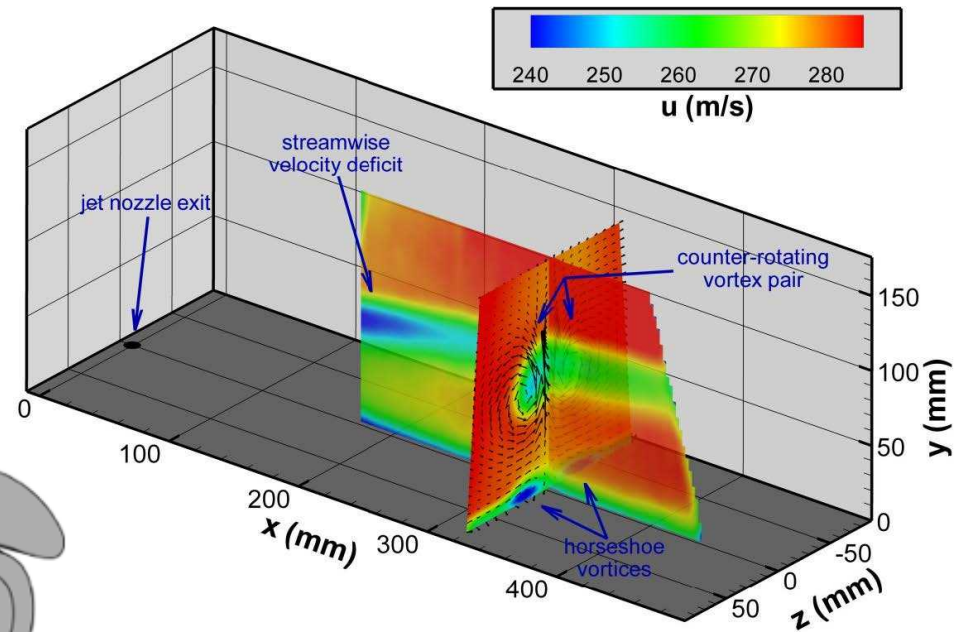 240 250 260 270 280
u (m/s)
streamwise
velocity deficit
jet nozzle exit
counter-rotating
vortex pair
150
100
50
0
y (mm)
0
100
200
300
400
x (mm)
horseshoe
vortices
-50
0
50
z (mm)